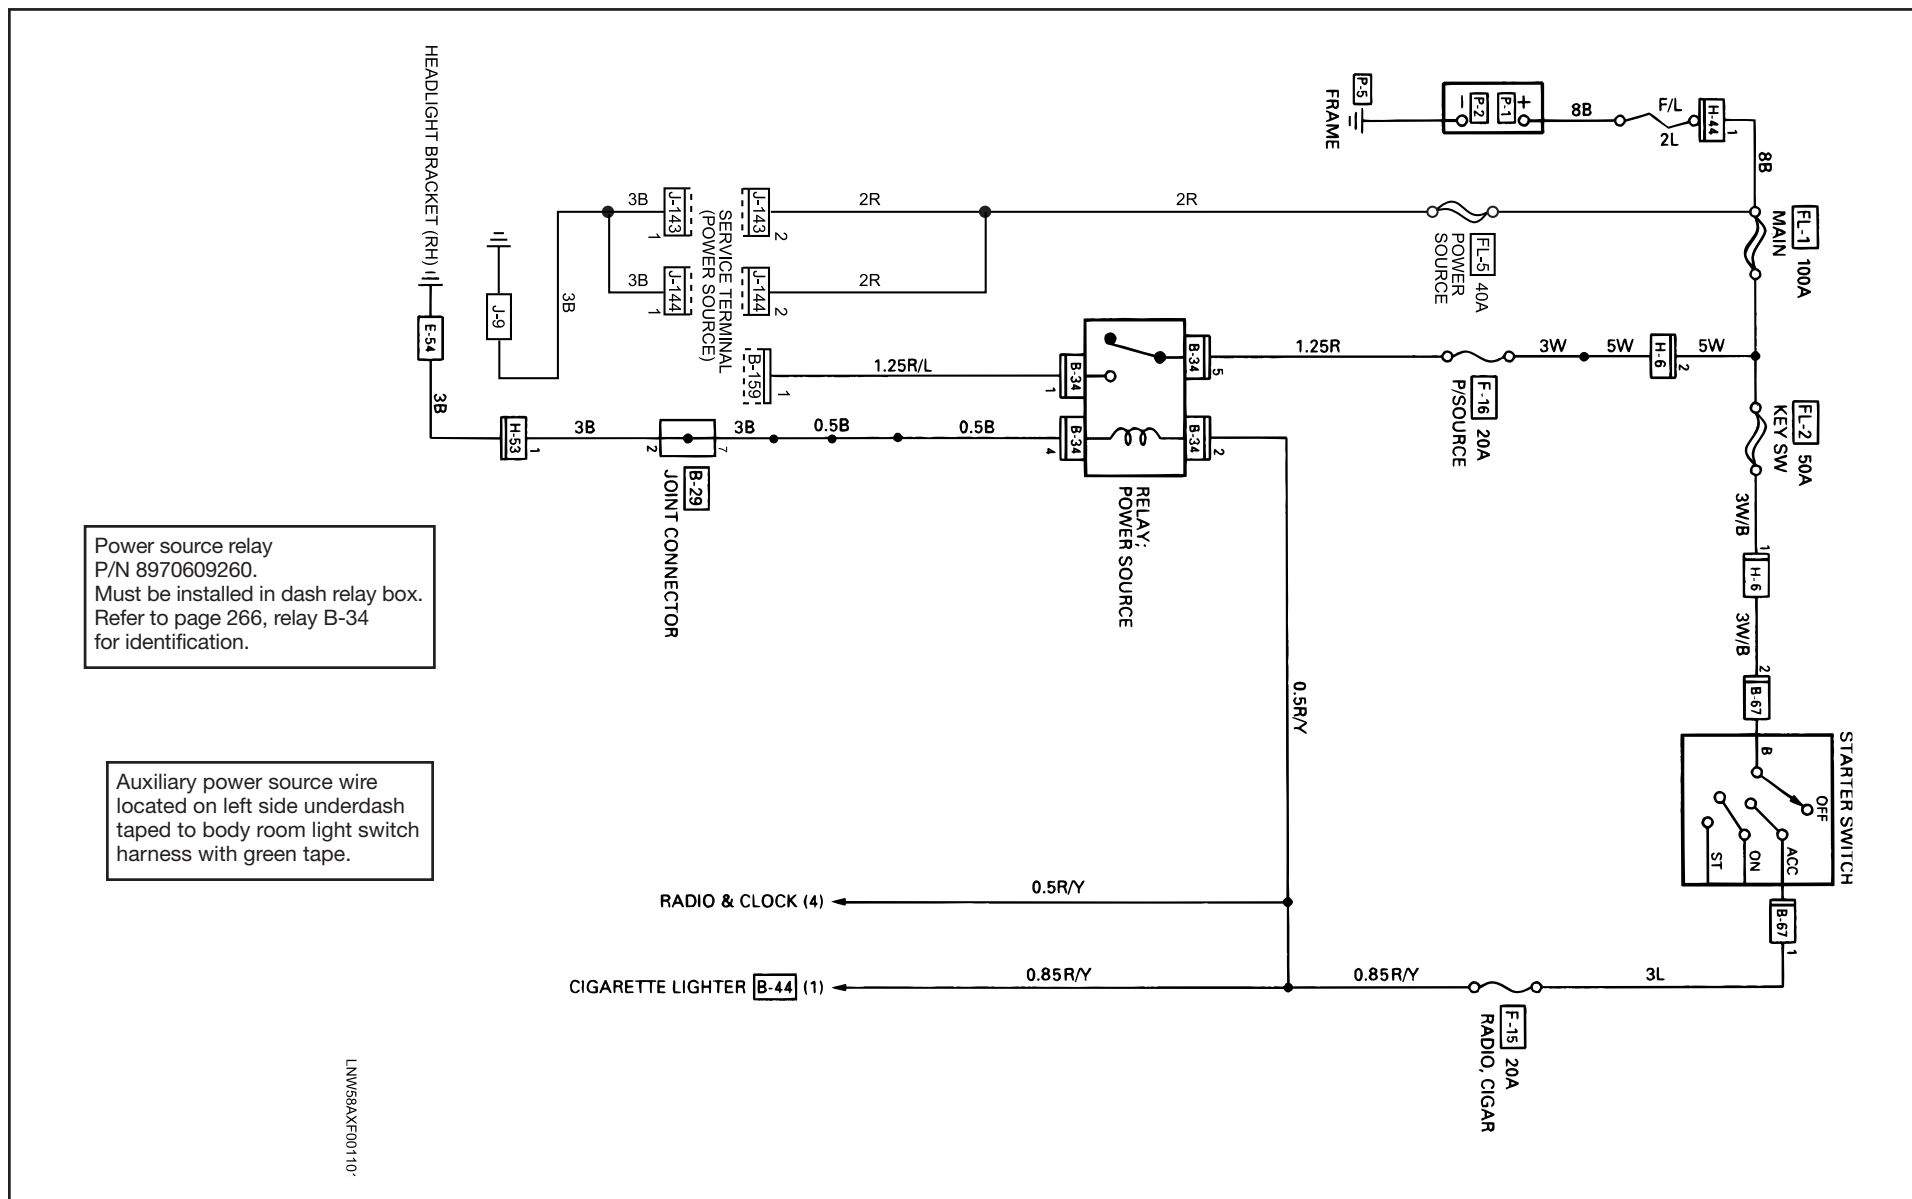 HEADLIGHT BRACKET (RH)
E-54
3B
H-53
1
3B
2
7
B-29
JOINT CONNECTOR
3B
0.5B
0.5B
J-9
3B
3B
J-143
1
3B
J-144
1
SERVICE TERMINAL
(POWER SOURCE)
J-143
2
2R
J-144
2
2R
B-159
1
1.25R/L
2R
P-5
FRAME
−
P-2
+
P-1
8B
F/L
2L
H-44
1
8B
FL-1 100A
MAIN
FL-5 40A
POWER
SOURCE
B-34
1
B-34
4
B-34
5
B-34
2
RELAY;
POWER SOURCE
1.25R
F-16 20A
P/SOURCE
3W
5W
H-6
2
5W
FL-2 50A
KEY SW
3W/B
1
H-6
3W/B
2
B-67
STARTER SWITCH
B
OFF
ACC
ON
ST
B-67
1
3L
F-15 20A
RADIO, CIGAR
0.85R/Y
0.5R/Y
RADIO & CLOCK (4)
0.5R/Y
CIGARETTE LIGHTER B-44 (1)
0.85R/Y
Power source relay
P/N 8970609260.
Must be installed in dash relay box.
Refer to page 266, relay B-34
for identification.
Auxiliary power source wire
located on left side underdash
taped to body room light switch
harness with green tape.